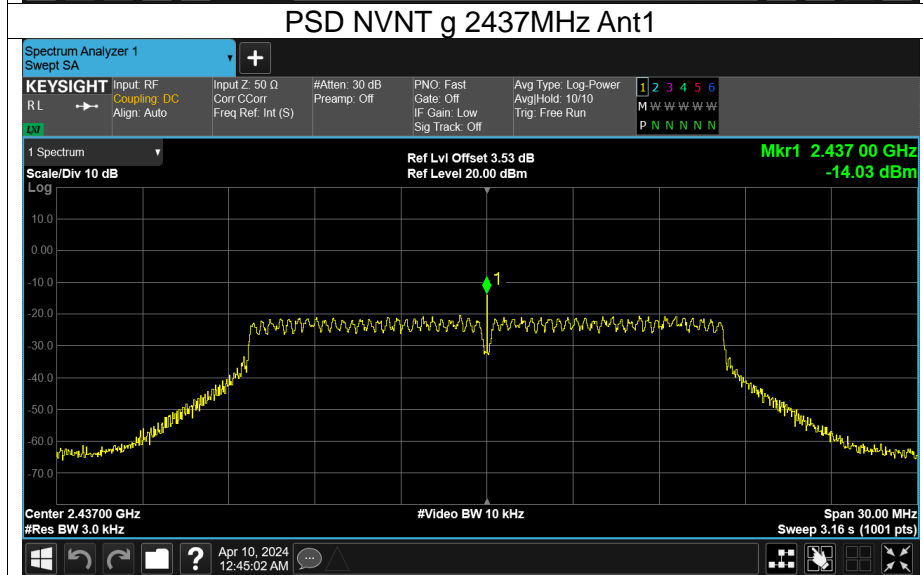 PSD NVNT g 2437MHz Ant1
Spectrum Analyzer 1
Swept SA
+
KEYSIGHT
R L
LXI
Input: RF
Coupling: DC
Align: Auto
Input Z: 50 Ω
Corr CCorr
Freq Ref: Int (S)
#Atten: 30 dB
Preamp: Off
PNO: Fast
Gate: Off
IF Gain: Low
Sig Track: Off
Avg Type: Log-Power
Avg|Hold: 10/10
Trig: Free Run
1 2 3 4 5 6
M W W W W W
P N N N N N
1 Spectrum
Scale/Div 10 dB
Ref Lvl Offset 3.53 dB
Ref Level 20.00 dBm
Mkr1 2.437 00 GHz
-14.03 dBm
Log
10.0
0.00
-10.0
-20.0
-30.0
-40.0
-50.0
-60.0
-70.0
1
Center 2.43700 GHz
#Res BW 3.0 kHz
#Video BW 10 kHz
Span 30.00 MHz
Sweep 3.16 s (1001 pts)
?
Apr 10, 2024
12:45:02 AM